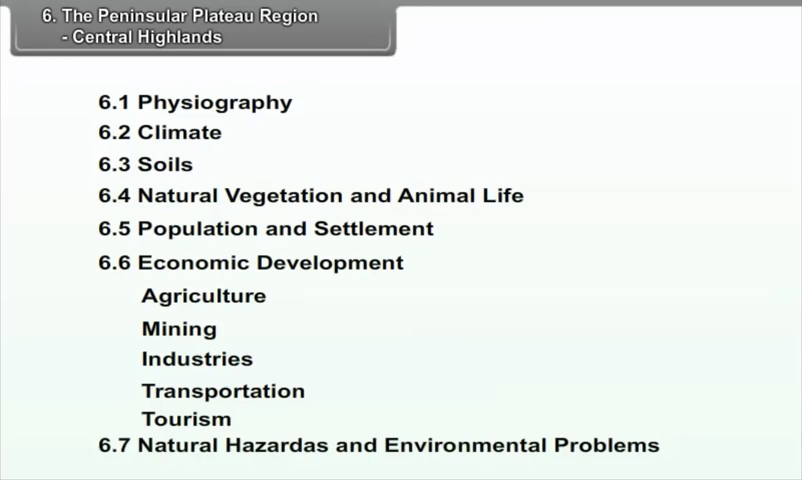 6. The Peninsular Plateau Region
- Central Highlands
6.1 Physiography
6.2 Climate
6.3 Soils
6.4 Natural Vegetation and Animal Life
6.5 Population and Settlement
6.6 Economic Development
Agriculture
Mining
Industries
Transportation
Tourism
6.7 Natural Hazardas and Environmental Problems